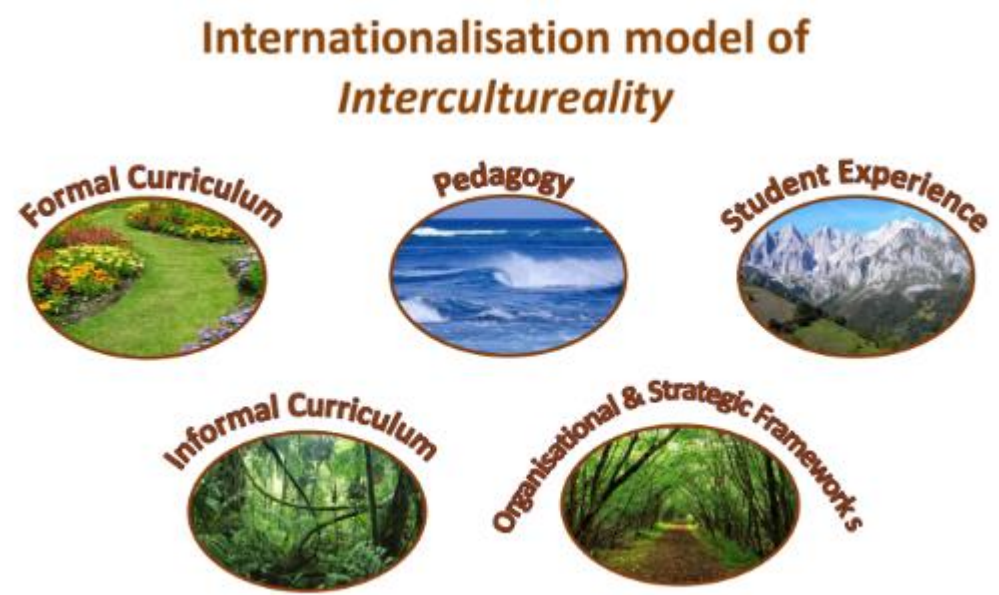 Internationalisation model of
Intercultureality
Formal Curriculum
Pedagogy
Student Experience
Informal Curriculum
Organisational & Strategic Framework s